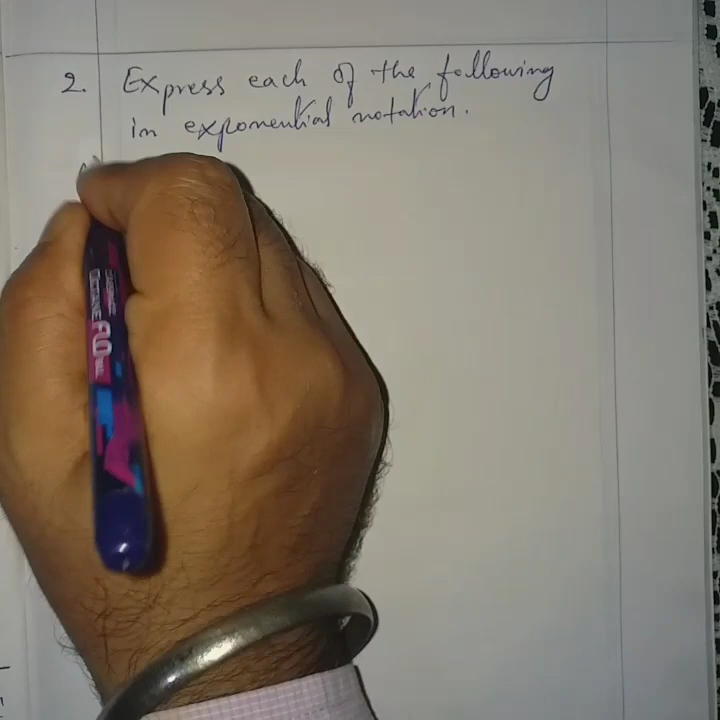 2. Express each of the following
in exponential notation.